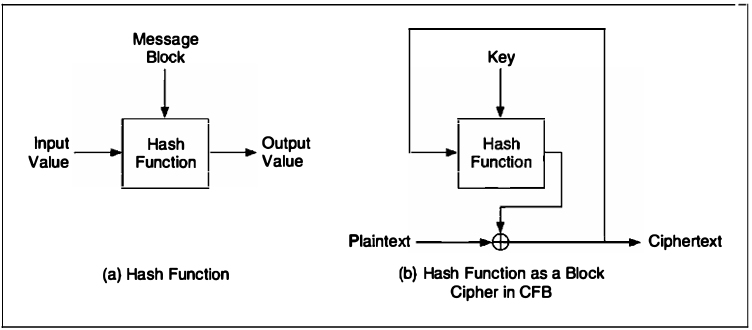 Message
Block
Input
Value
Hash
Function
Output
Value
(a) Hash Function
Key
Hash
Function
Plaintext
Ciphertext
(b) Hash Function as a Block
Cipher in CFB